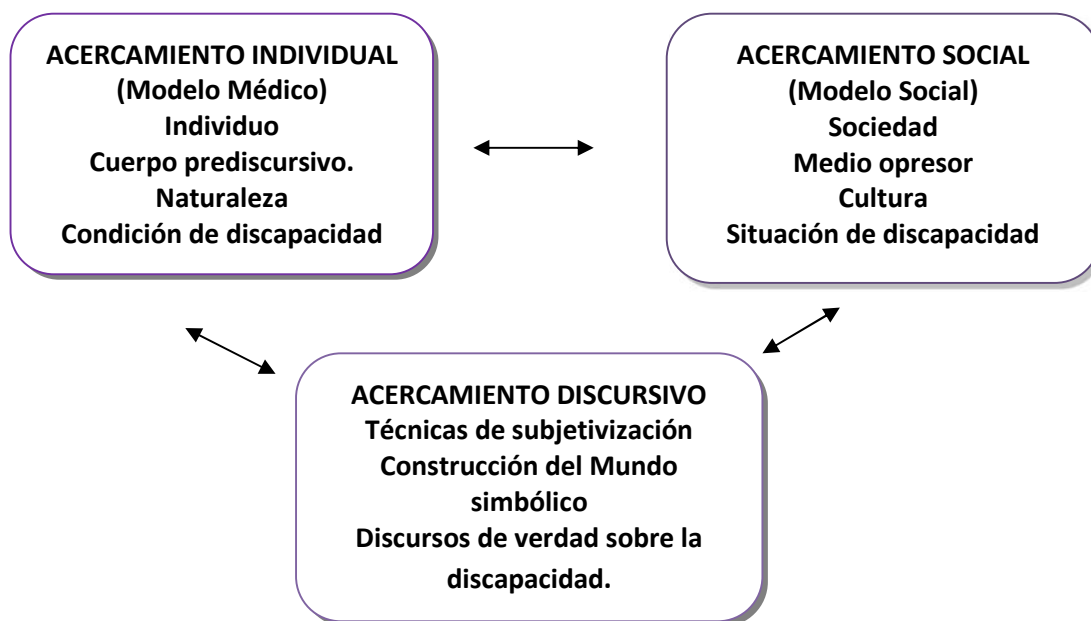 ACERCAMIENTO INDIVIDUAL
(Modelo Médico)
Individuo
Cuerpo prediscursivo.
Naturaleza
Condición de discapacidad
ACERCAMIENTO SOCIAL
(Modelo Social)
Sociedad
Medio opresor
Cultura
Situación de discapacidad
ACERCAMIENTO DISCURSIVO
Técnicas de subjetivización
Construcción del Mundo
simbólico
Discursos de verdad sobre la
discapacidad.